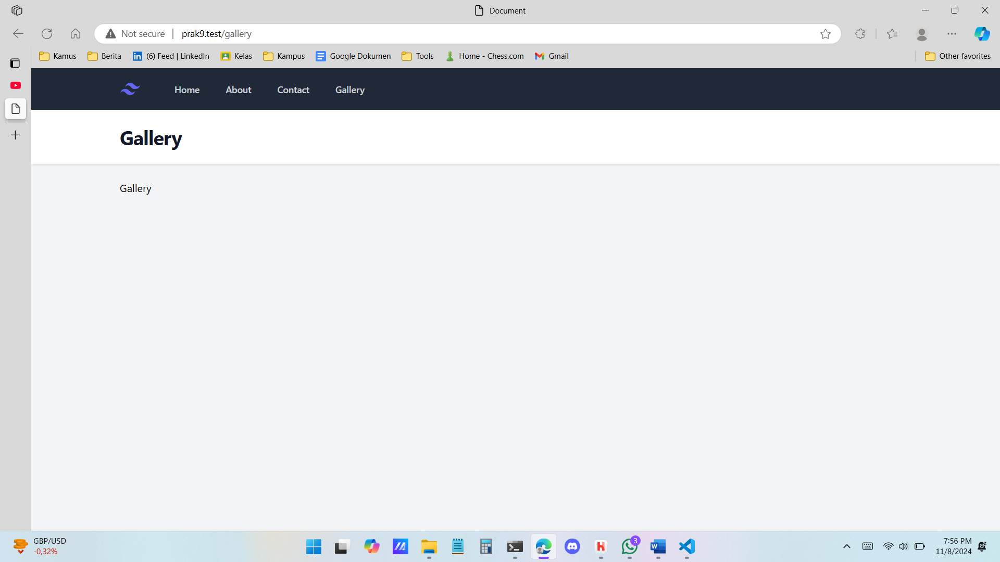 Document
Not secure prak9.test/gallery
Kamus Berita (6) Feed | LinkedIn Kelas Kampus Google Dokumen Tools Home - Chess.com Gmail Other favorites
Home About Contact Gallery
Gallery
Gallery
GBP/USD
-0,32%
3
7:56 PM
11/8/2024